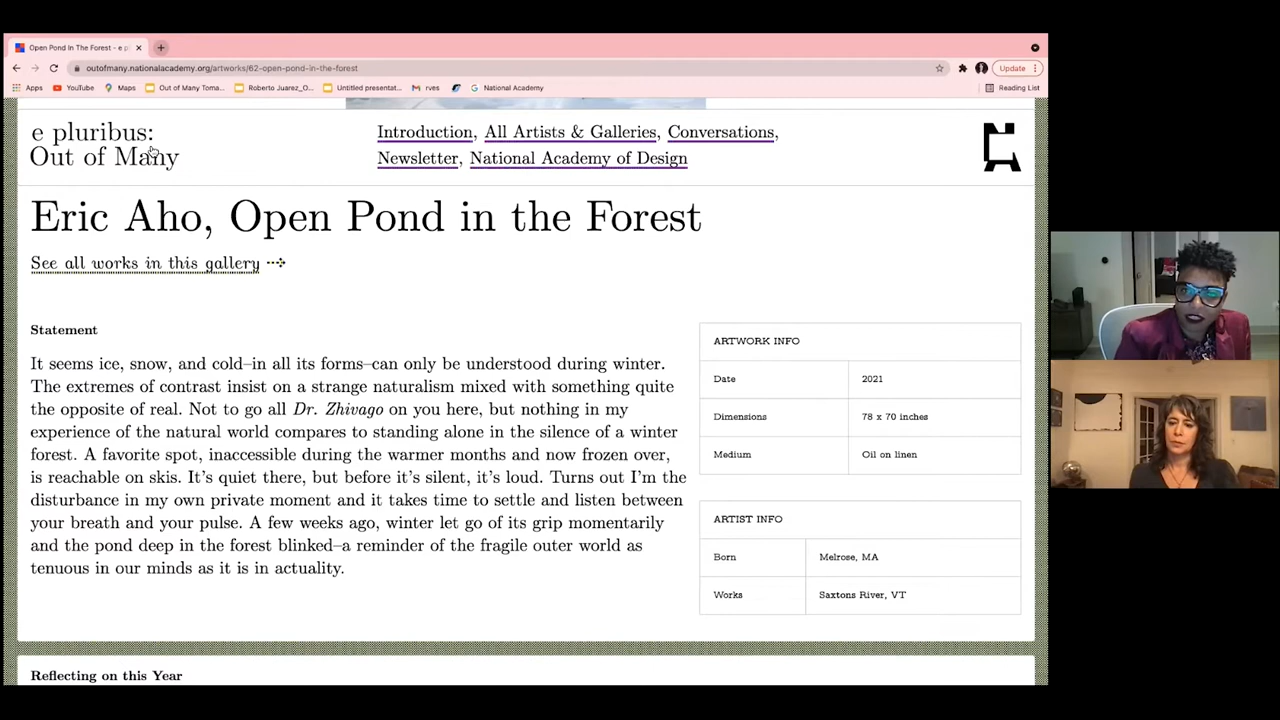 Open Pond In The Forest - e p
outofmany.nationalacademy.org/artworks/62-open-pond-in-the-forest
Update
Apps YouTube Maps Out of Many Toma... Roberto Juarez_O... Untitled presentat... rves National Academy Reading List
e pluribus:
Out of Many
Introduction, All Artists & Galleries, Conversations,
Newsletter, National Academy of Design
Eric Aho, Open Pond in the Forest
See all works in this gallery
Statement
It seems ice, snow, and cold–in all its forms–can only be understood during winter.
The extremes of contrast insist on a strange naturalism mixed with something quite
the opposite of real. Not to go all Dr. Zhivago on you here, but nothing in my
experience of the natural world compares to standing alone in the silence of a winter
forest. A favorite spot, inaccessible during the warmer months and now frozen over,
is reachable on skis. It's quiet there, but before it's silent, it's loud. Turns out I'm the
disturbance in my own private moment and it takes time to settle and listen between
your breath and your pulse. A few weeks ago, winter let go of its grip momentarily
and the pond deep in the forest blinked–a reminder of the fragile outer world as
tenuous in our minds as it is in actuality.
ARTWORK INFO
Date 2021
Dimensions 78 x 70 inches
Medium Oil on linen
ARTIST INFO
Born Melrose, MA
Works Saxtons River, VT
Reflecting on this Year